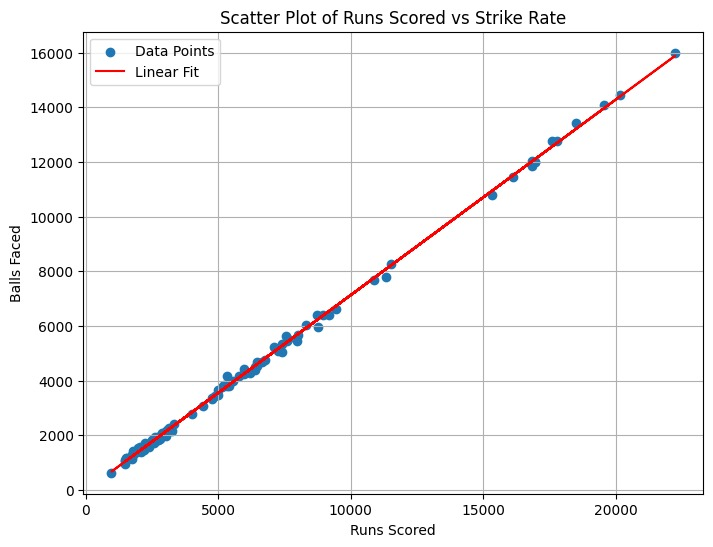 Scatter Plot of Runs Scored vs Strike Rate
Data Points
Linear Fit
16000
14000
12000
10000
8000
6000
4000
2000
0
Balls Faced
0 5000 10000 15000 20000
Runs Scored